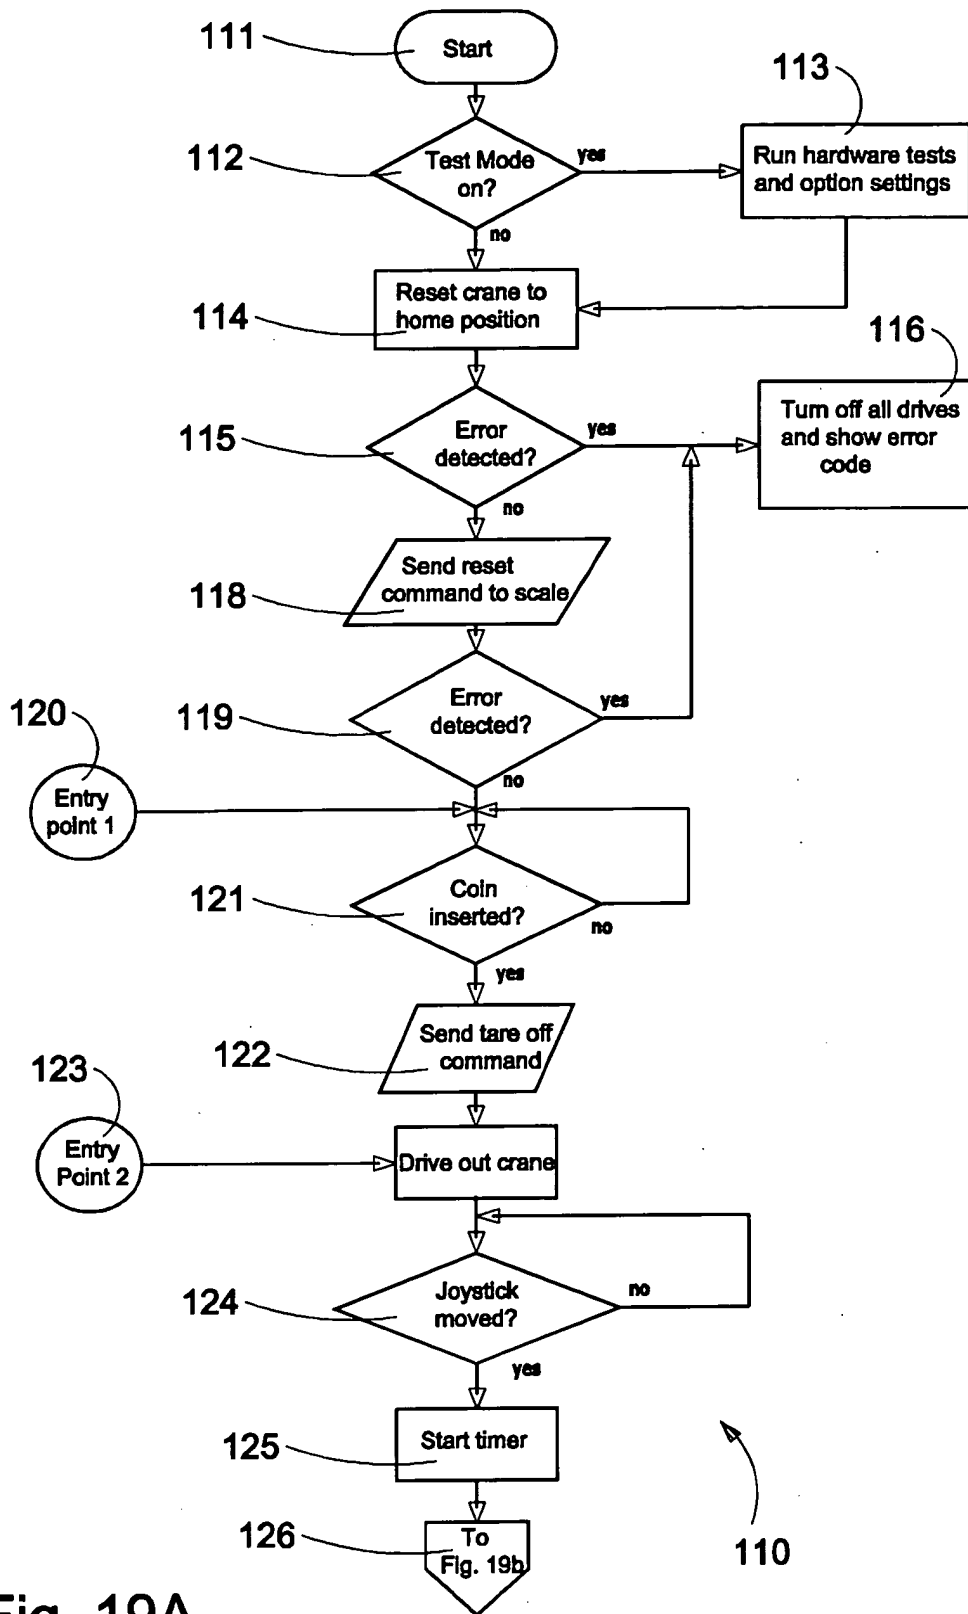 111
Start
113
112
Test Mode
on?
yes
Run hardware tests
and option settings
no
114
Reset crane to
home position
116
115
Error
detected?
yes
Turn off all drives
and show error
code
no
118
Send reset
command to scale
119
Error
detected?
yes
120
no
Entry
point 1
121
Coin
inserted?
no
yes
122
Send tare off
command
123
Entry
Point 2
Drive out crane
124
Joystick
moved?
no
yes
125
Start timer
126
To
Fig. 19b
110
Fig. 19A